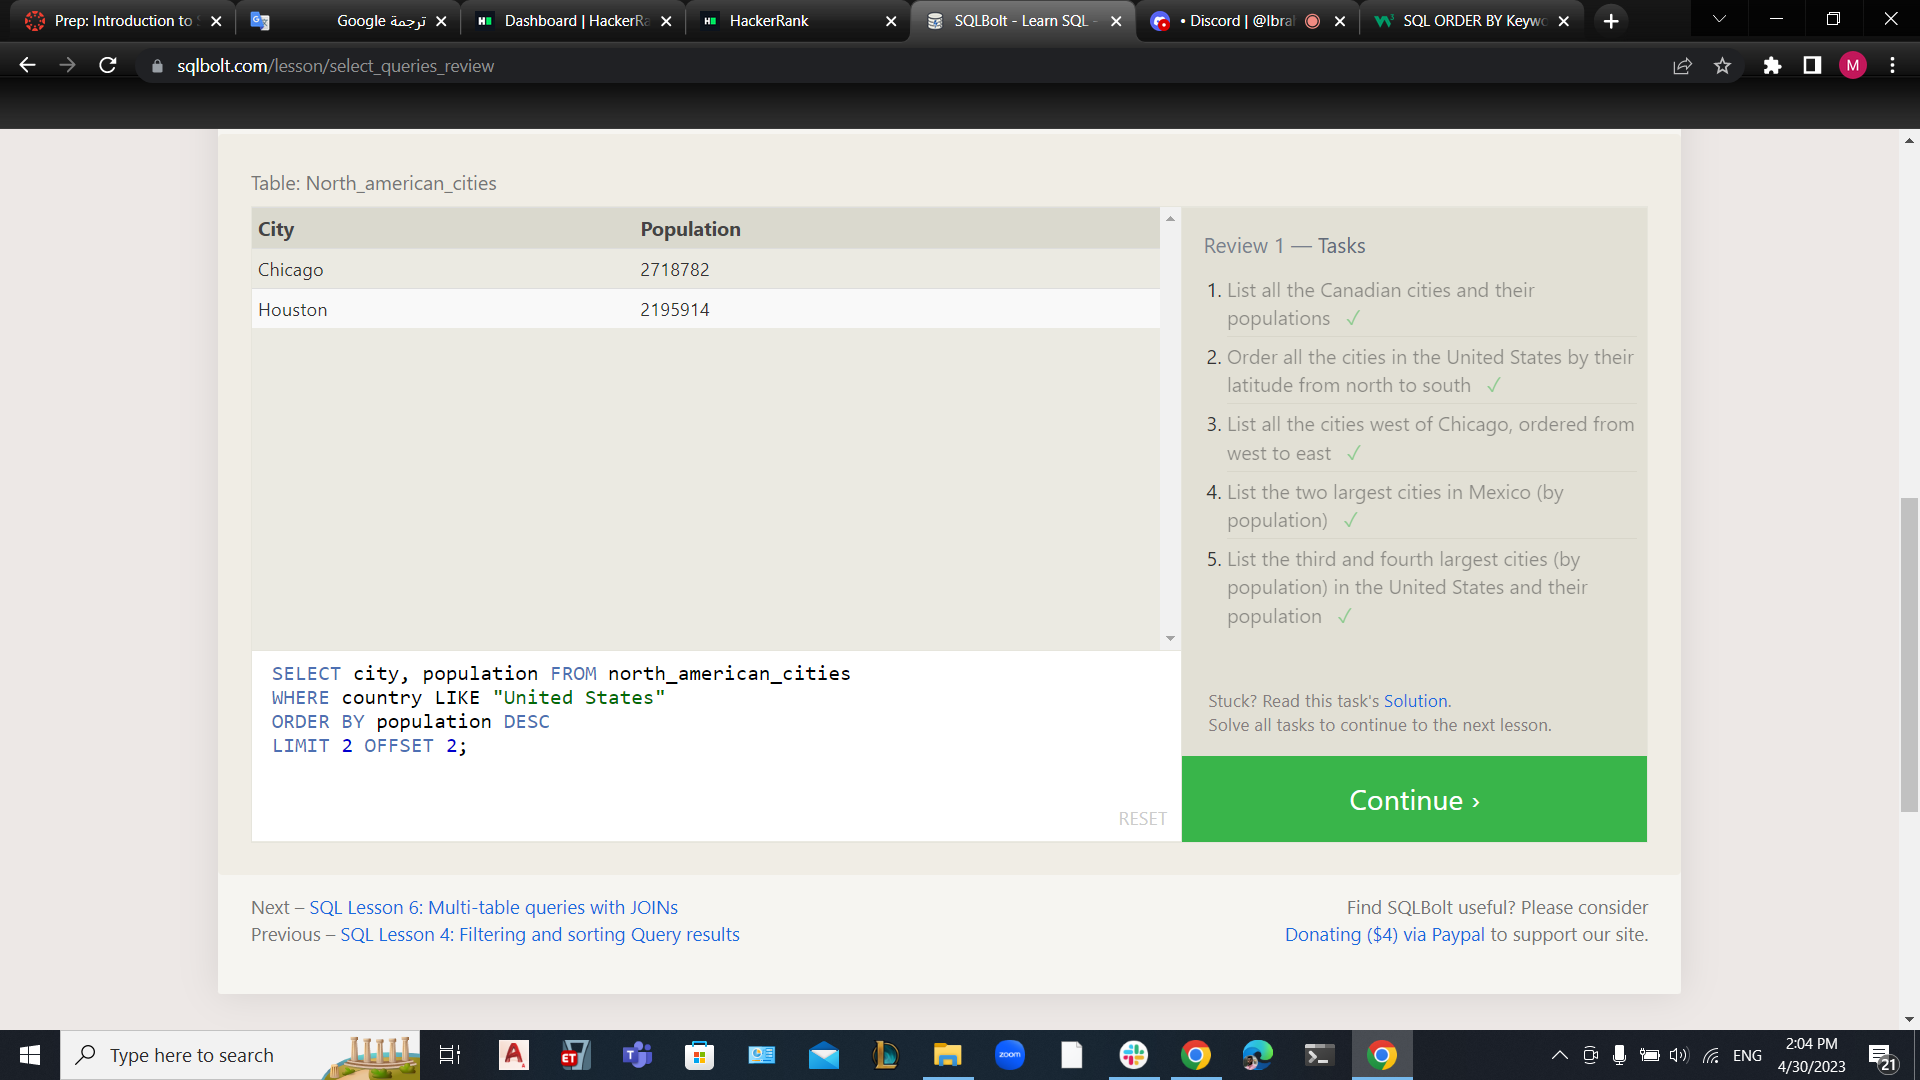 Prep: Introduction to
ترجمة Google
Dashboard | HackerRa
HackerRank
SQLBolt - Learn SQL -
• Discord | @Ibra
SQL ORDER BY Keywo
sqlbolt.com/lesson/select_queries_review
M
Table: North_american_cities
City Population
Chicago 2718782
Houston 2195914
Review 1 — Tasks
1. List all the Canadian cities and their
populations ✓
2. Order all the cities in the United States by their
latitude from north to south ✓
3. List all the cities west of Chicago, ordered from
west to east ✓
4. List the two largest cities in Mexico (by
population) ✓
5. List the third and fourth largest cities (by
population) in the United States and their
population ✓
SELECT city, population FROM north_american_cities
WHERE country LIKE "United States"
ORDER BY population DESC
LIMIT 2 OFFSET 2;
RESET
Stuck? Read this task's Solution.
Solve all tasks to continue to the next lesson.
Continue ›
Next – SQL Lesson 6: Multi-table queries with JOINs
Previous – SQL Lesson 4: Filtering and sorting Query results
Find SQLBolt useful? Please consider
Donating ($4) via Paypal to support our site.
Type here to search
zoom
ENG
2:04 PM
4/30/2023
21